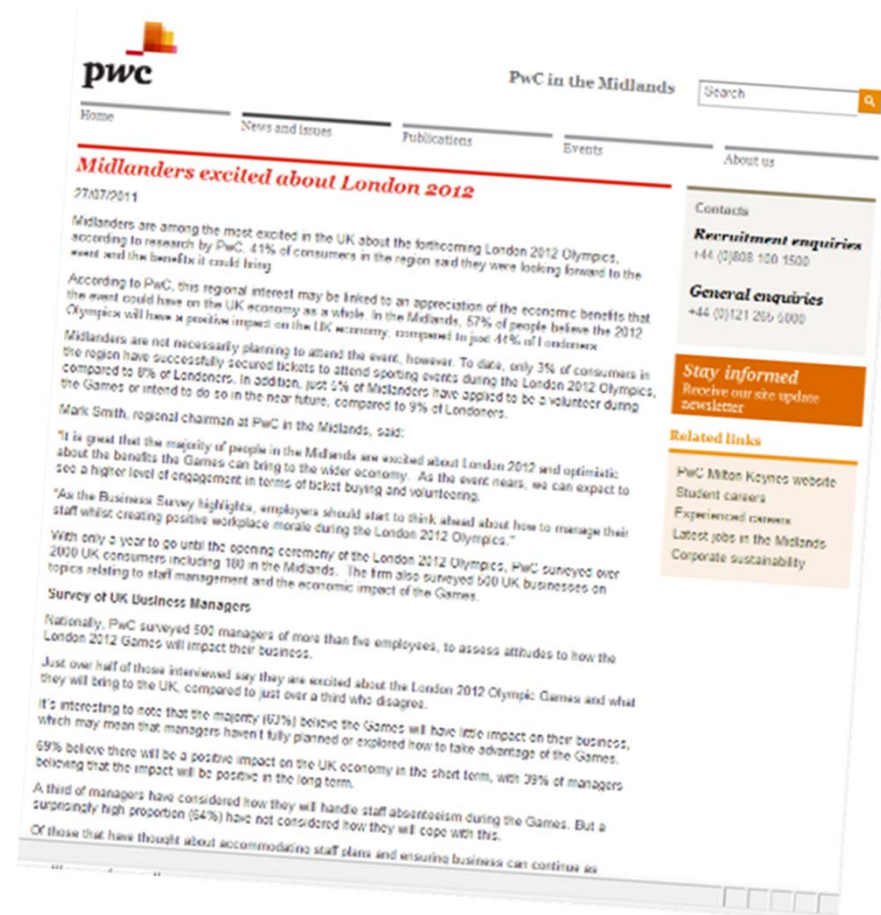 pwc
PwC in the Midlands
Search
Home
News and issues
Publications
Events
About us
Midlanders excited about London 2012
27/07/2011
Midlanders are among the most excited in the UK about the forthcoming London 2012 Olympics,
according to research by PwC. 41% of consumers in the region said they were looking forward to the
event and the benefits it could bring
According to PwC, this regional interest may be linked to an appreciation of the economic benefits that
the event could have on the UK economy as a whole. In the Midlands, 57% of people believe the 2012
Olympics will have a positive impact on the UK economy, compared to just 44% of Londoners
Midlanders are not necessarily planning to attend the event, however. To date, only 3% of consumers in
the region have successfully secured tickets to attend sporting events during the London 2012 Olympics,
compared to 8% of Londoners. In addition, just 5% of Midlanders have applied to be a volunteer during
the Games or intend to do so in the near future, compared to 9% of Londoners.
Mark Smith, regional chairman at PwC in the Midlands, said:
"It is great that the majority of people in the Midlands are excited about London 2012 and optimistic
about the benefits the Games can bring to the wider economy. As the event nears, we can expect to
see a higher level of engagement in terms of ticket buying and volunteering.
"As the Business Survey highlights, employers should start to think ahead about how to manage their
staff whilst creating positive workplace morale during the London 2012 Olympics."
With only a year to go until the opening ceremony of the London 2012 Olympics, PwC surveyed over
2000 UK consumers including 180 in the Midlands. The firm also surveyed 500 UK businesses on
topics relating to staff management and the economic impact of the Games.
Survey of UK Business Managers
Nationally, PwC surveyed 500 managers of more than five employees, to assess attitudes to how the
London 2012 Games will impact their business.
Just over half of those interviewed say they are excited about the London 2012 Olympic Games and what
they will bring to the UK, compared to just over a third who disagree.
It's interesting to note that the majority (63%) believe the Games will have little impact on their business,
which may mean that managers haven't fully planned or explored how to take advantage of the Games.
69% believe there will be a positive impact on the UK economy in the short term, with 39% of managers
believing that the impact will be positive in the long term.
A third of managers have considered how they will handle staff absenteeism during the Games. But a
surprisingly high proportion (64%) have not considered how they will cope with this.
Of those that have thought about accommodating staff plans and ensuring business can continue as
Contacts
Recruitment enquiries
+44 (0)808 100 1500
General enquiries
+44 (0)121 265 5000
Stay informed
Receive our site update
newsletter
Related links
PwC Milton Keynes website
Student careers
Experienced careers
Latest jobs in the Midlands
Corporate sustainability